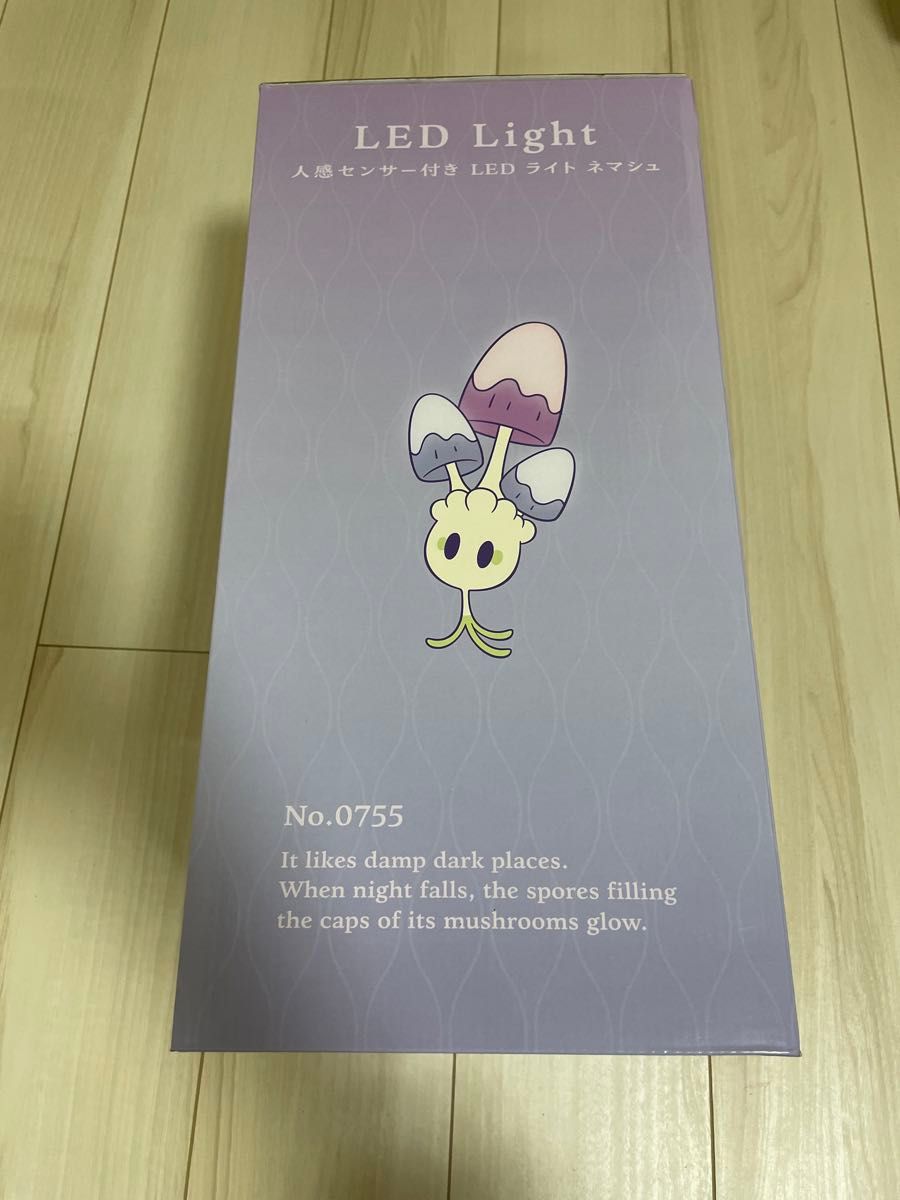 LED Light
人感センサー付き LED ライト ネマシュ
No.0755
It likes damp dark places.
When night falls, the spores filling
the caps of its mushrooms glow.